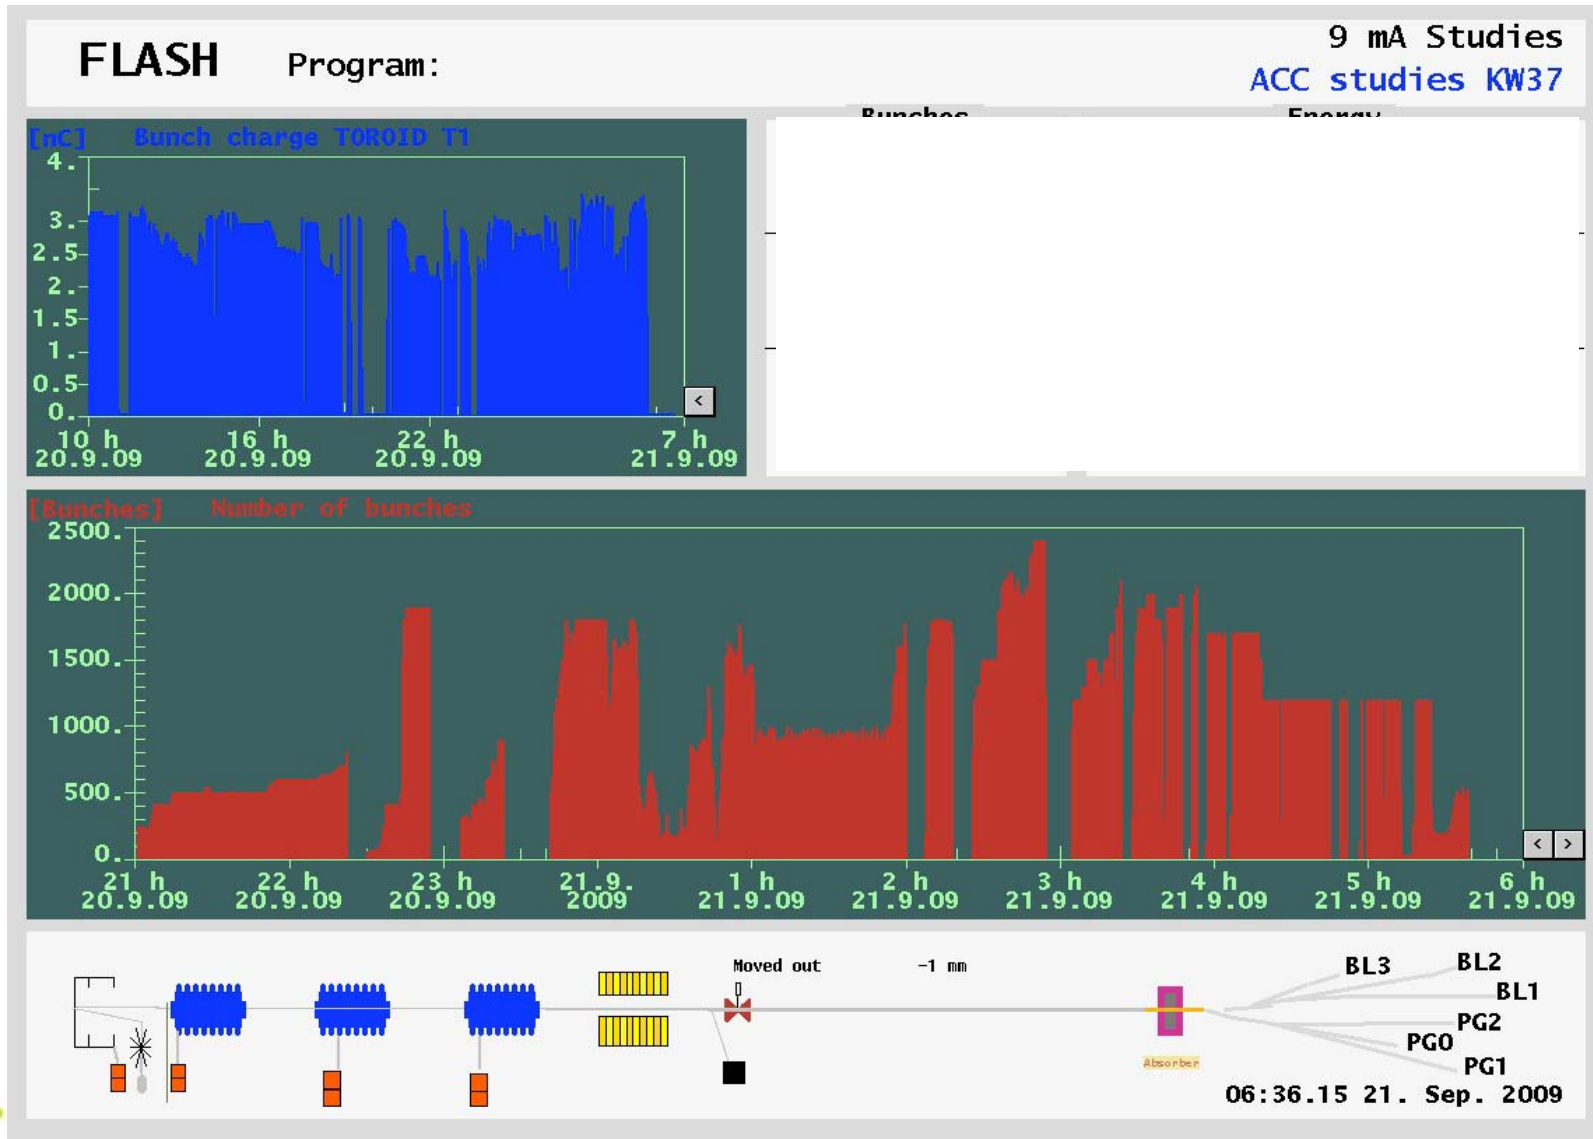 FLASH Program:
9 mA Studies
ACC studies KW37
[nC] Bunch charge TOROID T1
4.
3.
2.5
2.
1.5
1.
0.5
0.
10 h 16 h 22 h 7 h
20.9.09 20.9.09 20.9.09 21.9.09
<
Bunches Energy
[Bunches] Number of bunches
2500.
2000.
1500.
1000.
500.
0.
< >
21 h 22 h 23 h 21.9. 1 h 2 h 3 h 4 h 5 h 6 h
20.9.09 20.9.09 20.9.09 2009 21.9.09 21.9.09 21.9.09 21.9.09 21.9.09 21.9.09
Moved out -1 mm
BL3 BL2
BL1
PG2
PG0
PG1
Absorber
06:36.15 21. Sep. 2009